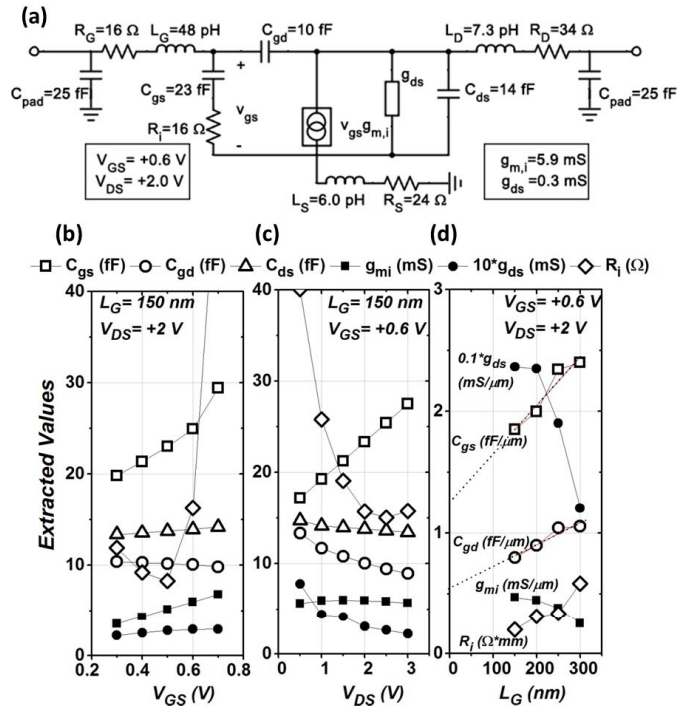 (a)
R_G=16 Ω
L_G=48 pH
C_gd=10 fF
L_D=7.3 pH
R_D=34 Ω
C_pad=25 fF
C_gs=23 fF
+
v_gs
-
R_i=16 Ω
v_gs g_m,i
g_ds
C_ds=14 fF
C_pad=25 fF
V_GS= +0.6 V
V_DS= +2.0 V
L_S=6.0 pH
R_S=24 Ω
g_m,i=5.9 mS
g_ds=0.3 mS
(b) (c) (d)
C_gs (fF) C_gd (fF) C_ds (fF) g_mi (mS) 10*g_ds (mS) R_i (Ω)
Extracted Values
40
30
20
10
0
L_G= 150 nm
V_DS= +2 V
0.2 0.4 0.6 0.8
V_GS (V)
40
30
20
10
0
L_G= 150 nm
V_GS= +0.6 V
0 1 2 3
V_DS (V)
3
2
1
0
V_GS= +0.6 V
V_DS= +2 V
0.1*g_ds
(mS/μm)
C_gs (fF/μm)
C_gd (fF/μm)
g_mi (mS/μm)
R_i (Ω*mm)
0 100 200 300
L_G (nm)